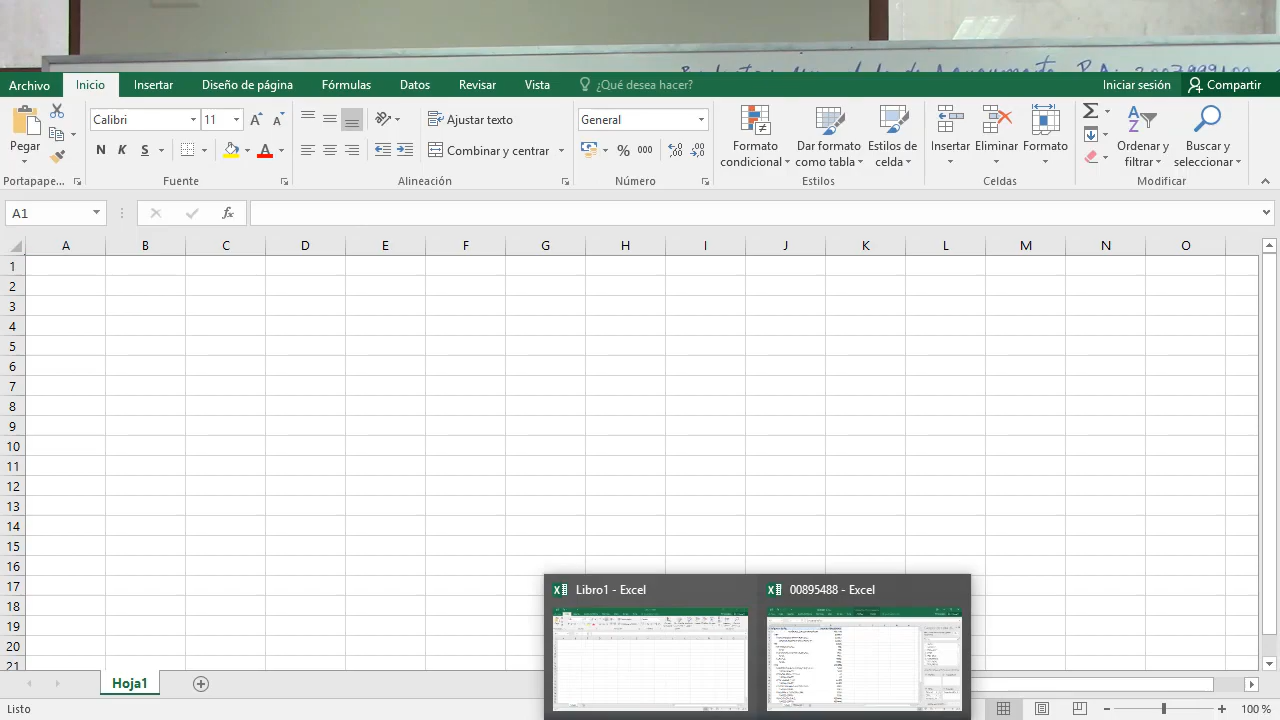 Archivo Inicio Insertar Diseño de página Fórmulas Datos Revisar Vista ¿Qué desea hacer? Iniciar sesión Compartir
Pegar
Calibri 11
N K S
Ajustar texto
Combinar y centrar
General
% 000
Formato condicional
Dar formato como tabla
Estilos de celda
Insertar Eliminar Formato
Ordenar y filtrar
Buscar y seleccionar
Portapape... Fuente Alineación Número Estilos Celdas Modificar
A1 fx
A B C D E F G H I J K L M N O
1
2
3
4
5
6
7
8
9
10
11
12
13
14
15
16
17
18
19
20
21
Libro1 - Excel
00895488 - Excel
Hoja1
Listo
100 %